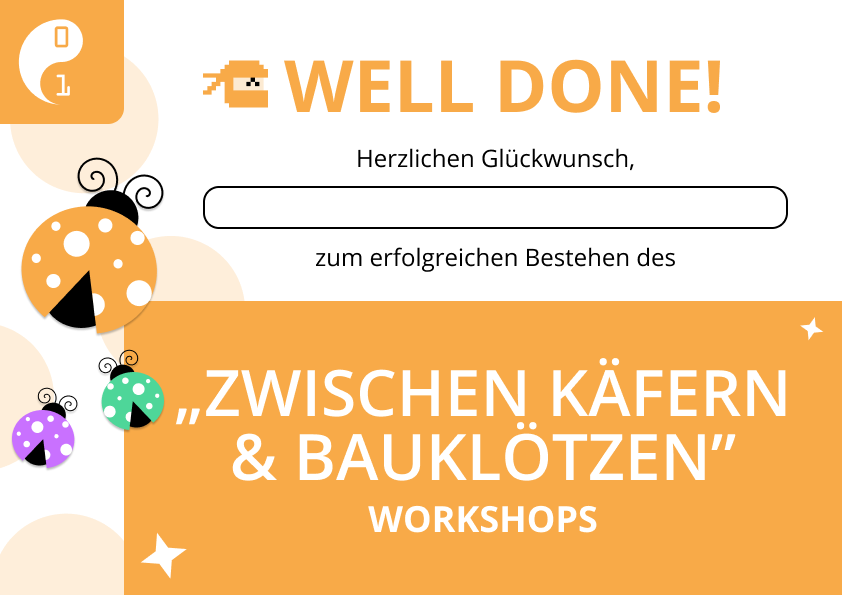 0
1
WELL DONE!
Herzlichen Glückwunsch,
zum erfolgreichen Bestehen des
„ZWISCHEN KÄFERN
& BAUKLÖTZEN”
WORKSHOPS